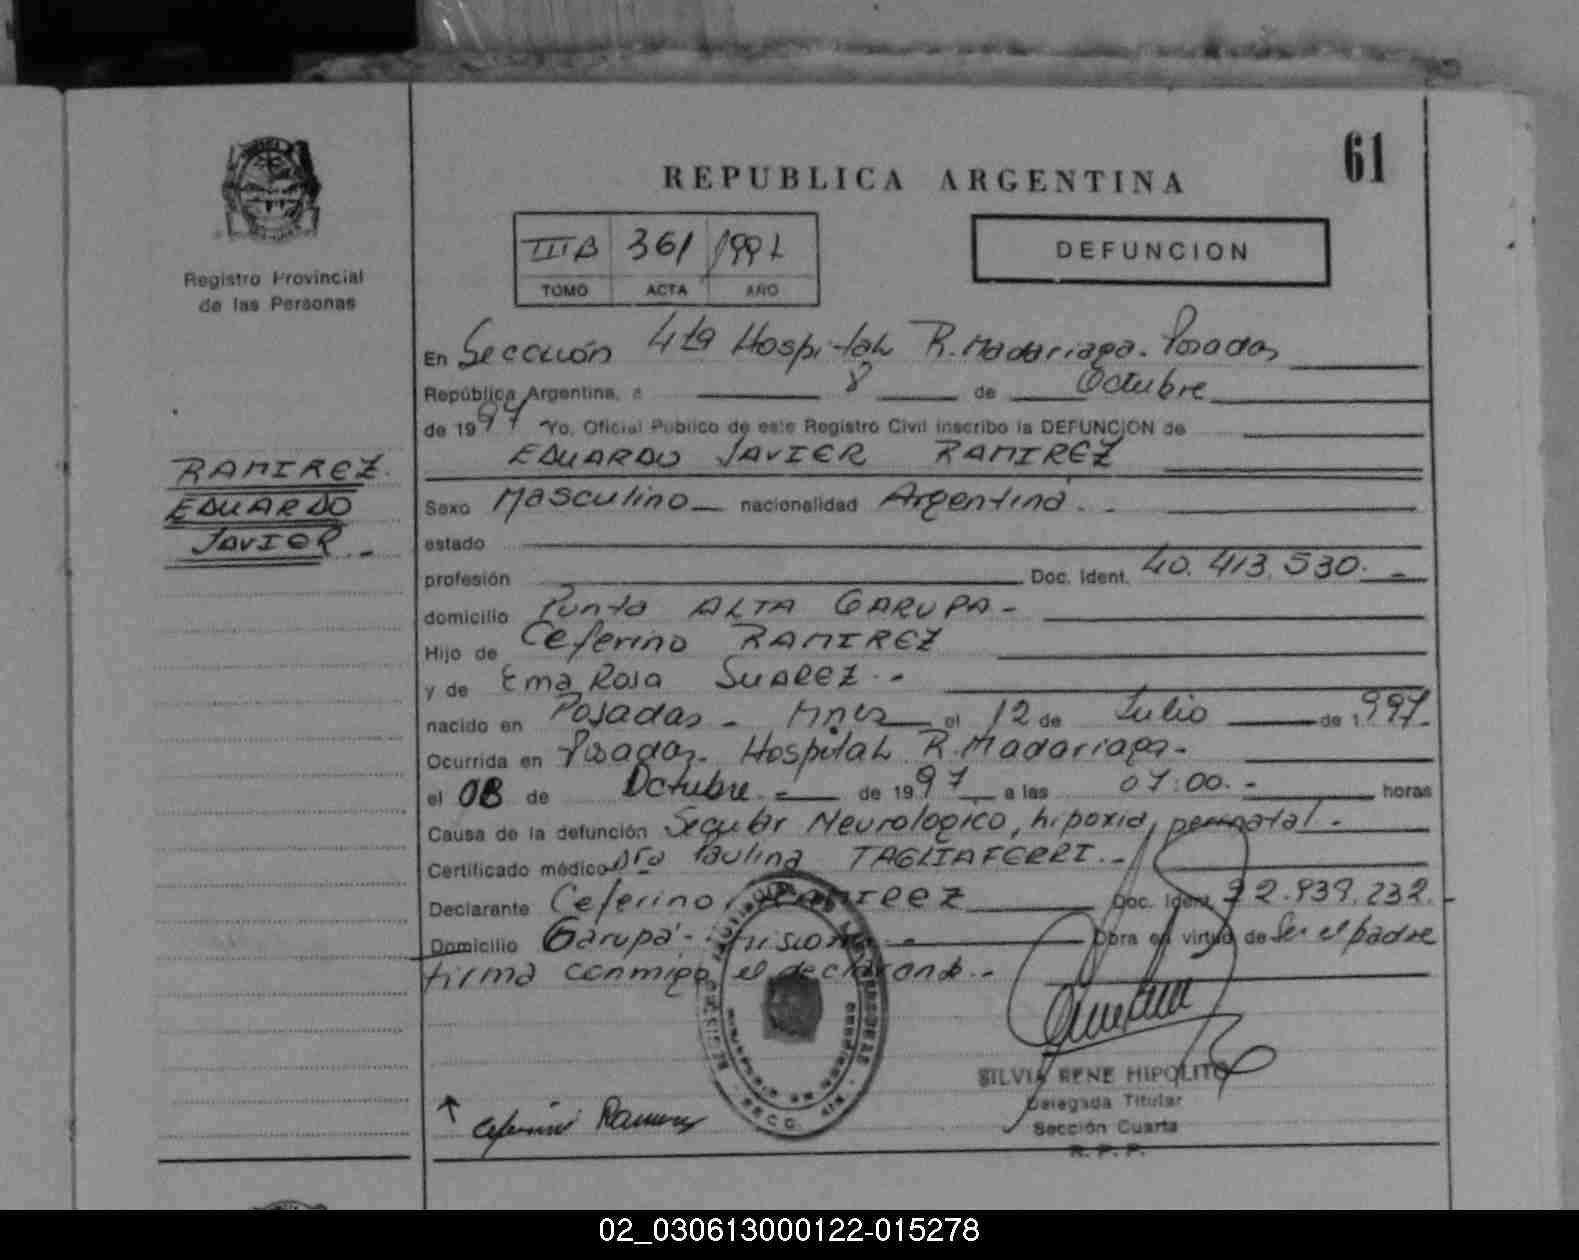 61
REPUBLICA ARGENTINA
III B 361 1997
TOMO ACTA AÑO
DEFUNCION
Registro Provincial
de las Personas
RAMIREZ
EDUARDO
JAVIER
En Sección 4ta Hospital R. Madariaga. Posadas
República Argentina, a 8 de Octubre
de 1997 Yo, Oficial Publico de este Registro Civil inscribo la DEFUNCION de
EDUARDO JAVIER RAMIREZ
Sexo Masculino nacionalidad Argentina.
estado
profesión Doc. Ident. 40.413.530.-
domicilio Punta ALTA GARUPA-
Hijo de Ceferino RAMIREZ
y de Ema Rosa SUAREZ.-
nacido en Posadas - Mnes el 12 de Julio de 1.997.
Ocurrida en Posadas. Hospital R. Madariaga-
el 08 de Octubre.- de 1997 a las 07:00.- horas
Causa de la defunción Secular Neurologico, hipoxia, perinatal.-
Certificado médico Dra Paulina TAGLIAFERRI.-
Declarante Ceferino RAMIREZ Doc. Ident. 22.939.232.-
Domicilio Garupá- Misiones - Obra en virtud de Ser el padre
firma conmigo el declarante.-
Ceferino Ramirez
SILVIA RENE HIPOLITO
Delegada Titular
Sección Cuarta
R. P. P.
02_030613000122-015278